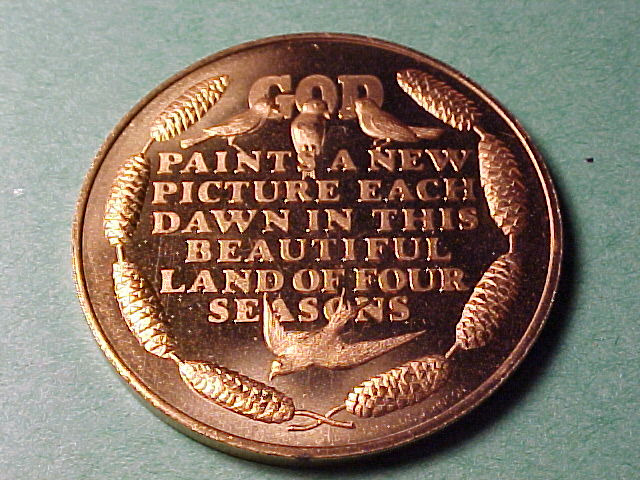 GOD
PAINTS A NEW
PICTURE EACH
DAWN IN THIS
BEAUTIFUL
LAND OF FOUR
SEASONS